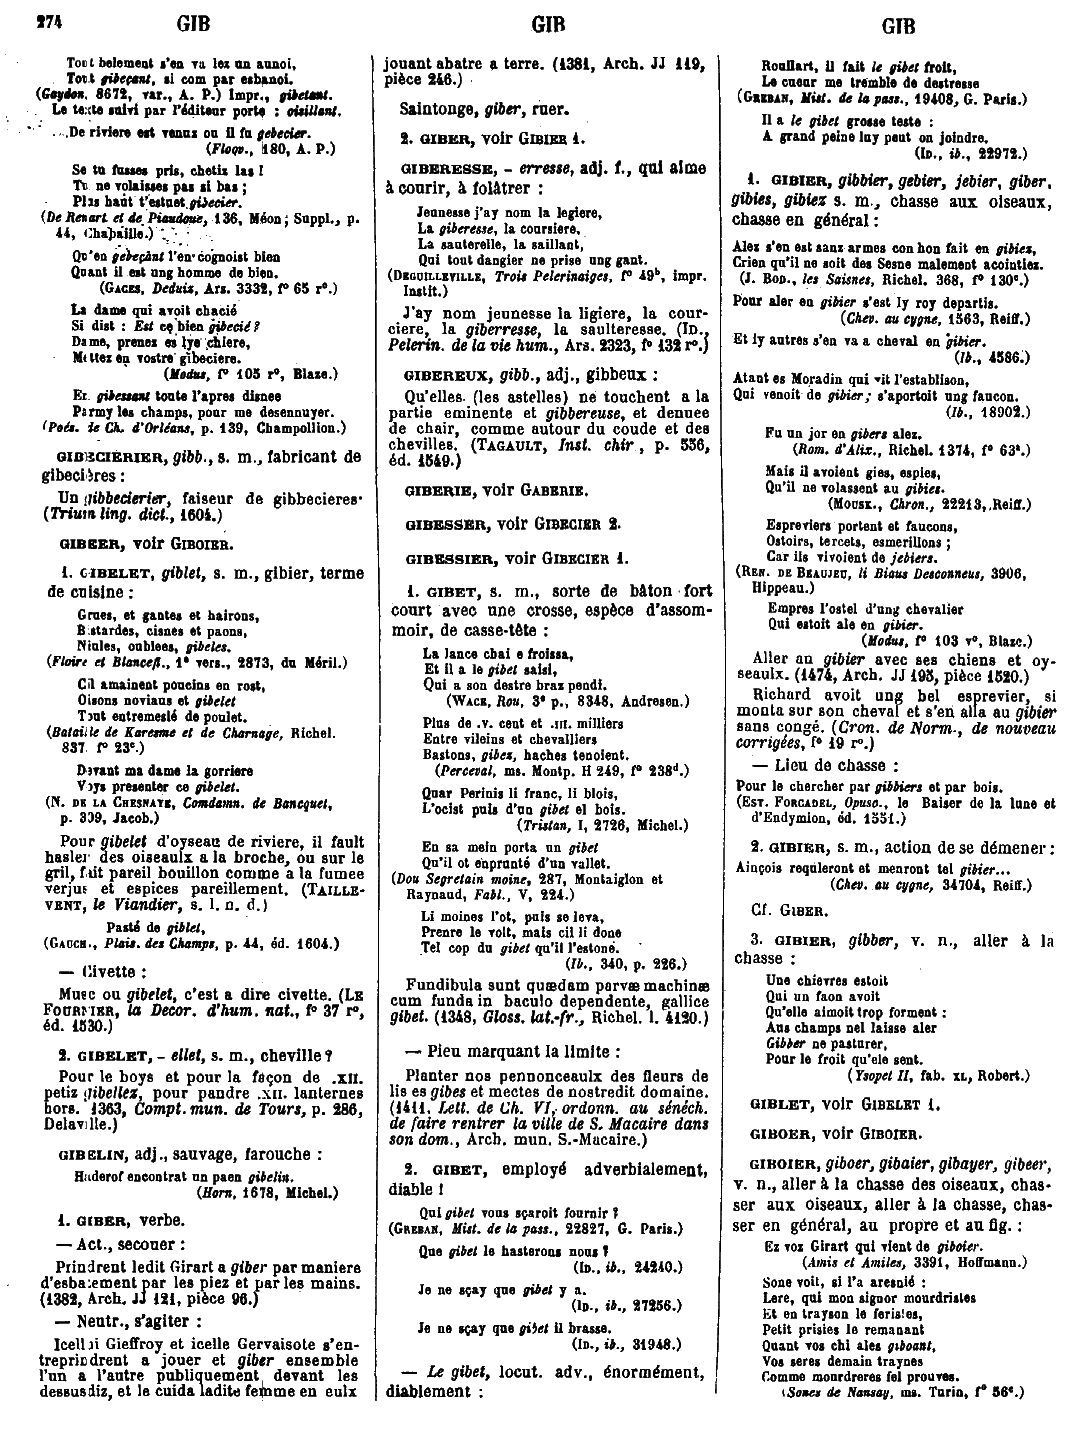 274 GIB GIB GIB
Tout belement s'en va lez un aunoi,
Tout gibeçant, si com par esbanoi.
(Gaydon, 8672, var., A. P.) Impr., gibetant.
Le texte suivi par l'éditeur porte : oisillant.
De riviere est venuz ou il fu gebecier.
(Floov., 180, A. P.)
Se tu fusses pris, chetis las !
Tu ne volaisses pas si bas ;
Plus haut t'estuet gibecier.
(De Renart et de Piaudoue, 136, Méon ; Suppl., p.
44, Chabaille.)
Qu'en gebeçant l'en cognoist bien
Quant il est ung homme de bien.
(Gaces, Deduiz, Ars. 3332, f° 65 r°.)
La dame qui avoit chacié
Si dist : Est ce bien gibecié ?
Dame, prenez es lye chiere,
Mettez en vostre gibeciere.
(Modus, f° 105 r°, Blaze.)
Et gibessant toute l'apres disnee
Parmy les champs, pour me desennuyer.
(Poés. de Ch. d'Orléans, p. 139, Champollion.)
GIBECIERIER, gibb., s. m., fabricant de
gibecières :
Un gibbecierier, faiseur de gibbecieres.
(Trium ling. dict., 1604.)
GIBEER, voir GIBOIER.
1. GIBELET, giblet, s. m., gibier, terme
de cuisine :
Grues, et gantes et hairons,
Bistardes, cisnes et paons,
Niules, oublees, gibeles.
(Floire et Blancefl., 1e vers., 2873, du Méril.)
Cil amainent poucins en rost,
Oisons novians et gibelet
Tout entremeslé de poulet.
(Bataille de Karesme et de Charnage, Richel.
837, f° 23c.)
Devant ma dame la gorriere
Voys presenter ce gibelet.
(N. DE LA CHESNAYE, Comdamn. de Bancquet,
p. 309, Jacob.)
Pour gibelet d'oyseau de riviere, il fault
hasler des oiseaulx a la broche, ou sur le
gril, fait pareil bouillon comme a la fumee
verjus et espices pareillement. (TAILLE-
VENT, le Viandier, s. l. n. d.)
Pasté de giblet,
(GAUCH., Plais. des Champs, p. 44, éd. 1604.)
— Civette :
Musc ou gibelet, c'est a dire civette. (LE
FOURNIER, la Decor. d'hum. nat., f° 37 r°,
éd. 1530.)
2. GIBELET, - ellet, s. m., cheville ?
Pour le boys et pour la façon de .XII.
petiz gibellez, pour pandre .XII. lanternes
hors. 1363, Compt. mun. de Tours, p. 286,
Delaville.)
GIBELIN, adj., sauvage, farouche :
Haderof encontrat un paen gibelin.
(Horn, 1678, Michel.)
1. GIBER, verbe.
— Act., secouer :
Prindrent ledit Girart a giber par maniere
d'esbatement par les piez et par les mains.
(1382, Arch. JJ 121, pièce 96.)
— Neutr., s'agiter :
Icellui Gieffroy et icelle Gervaisote s'en-
treprindrent a jouer et giber ensemble
l'un a l'autre publiquement devant les
dessusdiz, et le cuida ladite femme en eulx
jouant abatre a terre. (1381, Arch. JJ 119,
pièce 246.)
Saintonge, giber, ruer.
2. GIBER, voir GIBIER 1.
GIBERESSE, - erresse, adj. f., qui aime
à courir, à folâtrer :
Jeunesse j'ay nom la legiere,
La giberesse, la coursiere,
La sauterelle, la saillant,
Qui tout dangier ne prise ung gant.
(DEGUILLEVILLE, Trois Pelerinaiges, f° 49b, impr.
Instit.)
J'ay nom jeunesse la ligiere, la cour-
ciere, la giberresse, la saulteresse. (ID.,
Pelerin. de la vie hum., Ars. 2323, f° 132 r°.)
GIBEREUX, gibb., adj., gibbeux :
Qu'elles (les astelles) ne touchent a la
partie eminente et gibbereuse, et denuee
de chair, comme autour du coude et des
chevilles. (TAGAULT, Inst. chir., p. 556,
éd. 1549.)
GIBERIE, voir GABERIE.
GIBESSER, voir GIBECIER 2.
GIBESSIER, voir GIBECIER 1.
1. GIBET, s. m., sorte de bâton fort
court avec une crosse, espèce d'assom-
moir, de casse-tête :
La lance chai e froissa,
Et il a le gibet saisi,
Qui a son destre braz pendi.
(WACE, Rou, 3e p., 8348, Andresen.)
Plus de .v. cent et .III. milliers
Entre vileins et chevalliers
Bastons, gibez, haches tenoient.
(Perceval, ms. Montp. H 249, f° 238d.)
Quar Perinis li franc, li blois,
L'ocist puis d'un gibet el bois.
(Tristan, I, 2726, Michel.)
En sa mein porta un gibet
Qu'il ot enprunté d'un vallet.
(Dou Segretain moine, 287, Montaiglon et
Raynaud, Fabl., V, 224.)
Li moines l'ot, puis se leva,
Prenre le volt, mais cil li done
Tel cop du gibet qu'il l'estone.
(Ib., 340, p. 226.)
Fundibula sunt quædam parvæ machinæ
cum funda in baculo dependente, gallice
gibet. (1348, Gloss. lat.-fr., Richel. l. 4120.)
— Pieu marquant la limite :
Planter nos pennonceaulx des fleurs de
lis es gibes et mectes de nostredit domaine.
(1411, Lett. de Ch. VI, ordonn. au sénéch.
de faire rentrer la ville de S. Macaire dans
son dom., Arch. mun. S.-Macaire.)
2. GIBET, employé adverbialement,
diable !
Qui gibet vous sçaroit fournir ?
(GREBAN, Mist. de la pass., 22827, G. Paris.)
Que gibet le hasterons nous ?
(ID., ib., 24240.)
Je ne sçay que gibet y a.
(ID., ib., 27256.)
Je ne sçay que gibet il brasse.
(ID., ib., 31948.)
— Le gibet, locut. adv., énormément,
diablement :
Roullart, il fait le gibet froit,
Le cueur me tremble de destresse
(GREBAN, Mist. de la pass., 19408, G. Paris.)
Il a le gibet grosse teste :
A grand peine luy peut on joindre.
(ID., ib., 22972.)
1. GIBIER, gibbier, gebier, jebier, giber,
gibies, gibiez s. m., chasse aux oiseaux,
chasse en général :
Alez s'en est sanz armes con hon fait en gibiez,
Crien qu'il ne soit des Sesne malement acointiez.
(J. BOD., les Saisnes, Richel. 368, f° 130c.)
Pour aler en gibier s'est ly roy departis.
(Chev. au cygne, 1563, Reiff.)
Et ly autres s'en va a cheval en gibier.
(Ib., 4586.)
Atant es Moradin qui vit l'establison,
Qui venoit de gibier ; s'aportoit ung faucon.
(Ib., 18902.)
Fu un jor en gibers alez.
(Rom. d'Alix., Richel. 1374, f° 63a.)
Mais il avoient gies, espies,
Qu'il ne volassent au gibies.
(MOUSK., Chron., 22213, Reiff.)
Espreviers portent et faucons,
Ostoirs, tercets, esmerillons ;
Car ils vivoient de jebiers.
(REN. DE BEAUJEU, li Biaus Desconneus, 3906,
Hippeau.)
Empres l'ostel d'ung chevalier
Qui estoit ale en gibier.
(Modus, f° 103 v°, Blaze.)
Aller au gibier avec ses chiens et oy-
seaulx. (1474, Arch. JJ 195, pièce 1520.)
Richard avoit ung bel esprevier, si
monta sur son cheval et s'en alla au gibier
sans congé. (Cron. de Norm., de nouveau
corrigées, f° 19 r°.)
— Lieu de chasse :
Pour le chercher par gibbiers et par bois.
(EST. FORCADEL, Opusc., le Baiser de la lune et
d'Endymion, éd. 1551.)
2. GIBIER, s. m., action de se démener :
Ainçois requleront et menront tel gibier...
(Chev. au cygne, 34704, Reiff.)
Cf. GIBER.
3. GIBIER, gibber, v. n., aller à la
chasse :
Une chievres estoit
Qui un faon avoit
Qu'elle aimoit trop forment :
Aus champs nel laisse aler
Gibber ne pasturer,
Pour le froit qu'ele sent.
(Ysopet II, fab. XL, Robert.)
GIBLET, voir GIBELET 1.
GIBOER, voir GIBOIER.
GIBOIER, giboer, gibaier, gibayer, gibeer,
v. n., aller à la chasse des oiseaux, chas-
ser aux oiseaux, aller à la chasse, chas-
ser en général, au propre et au fig. :
Ez voz Girart qui vient de giboier.
(Amis et Amiles, 3391, Hoffmann.)
Sone voit, si l'a aresnié :
Lere, qui mon signor mourdristes
Et en trayson le feristes,
Petit prisies le remanant
Quant vos chi ales giboant,
Vos seres demain traynes
Comme mourdreres fel prouves.
(Sones de Nansay, ms. Turin, f° 56c.)